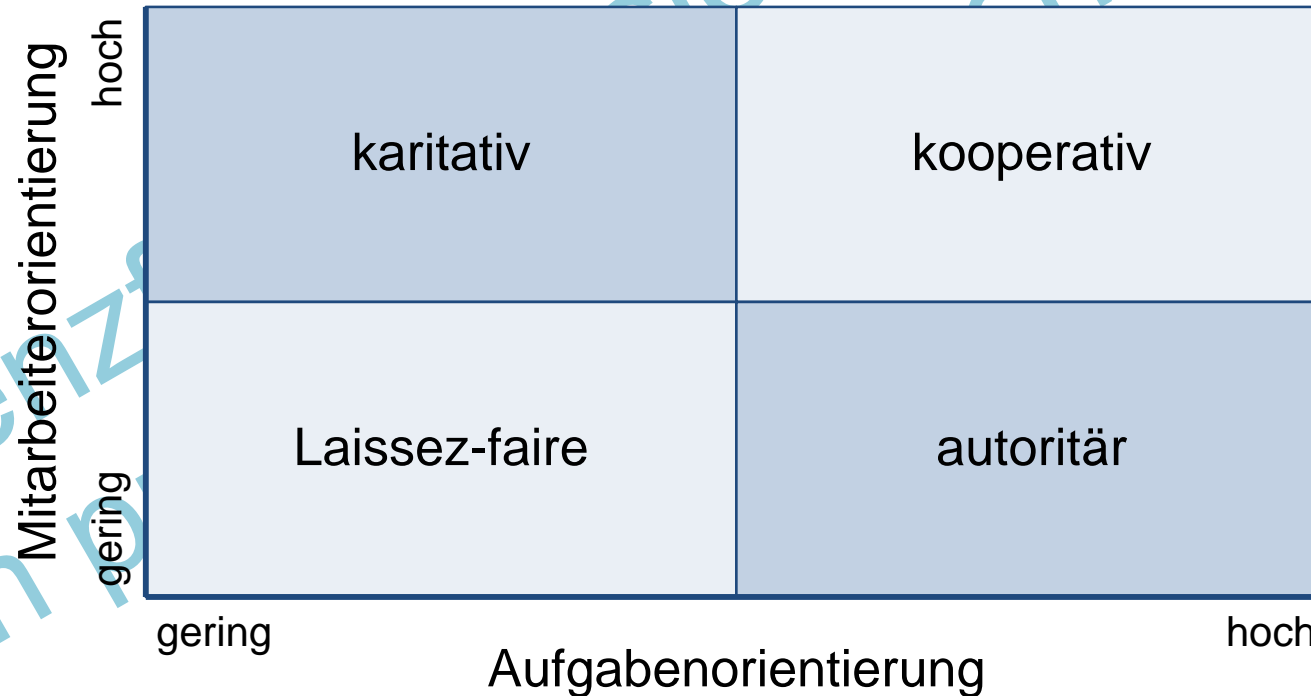 Mitarbeiterorientierung
hoch
karitativ
kooperativ
gering
Laissez-faire
autoritär
gering
hoch
Aufgabenorientierung